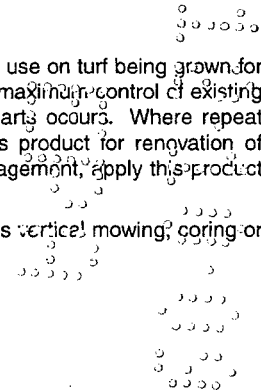 use on turf being grown for
maximum control of existing
arts occurs. Where repeat
s product for renovation of
agement, apply this product
s vertical mowing, coring or